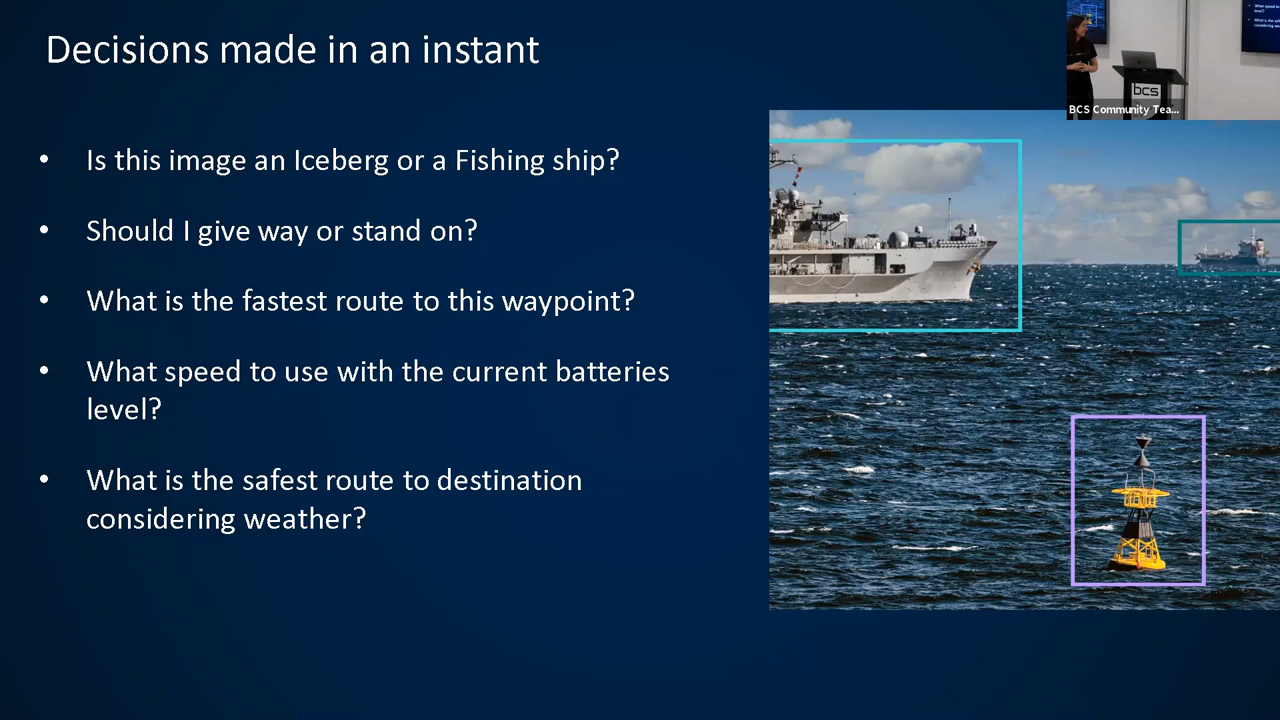 Decisions made in an instant
• Is this image an Iceberg or a Fishing ship?
• Should I give way or stand on?
• What is the fastest route to this waypoint?
• What speed to use with the current batteries
level?
• What is the safest route to destination
considering weather?
bcs
BCS Community Tea...